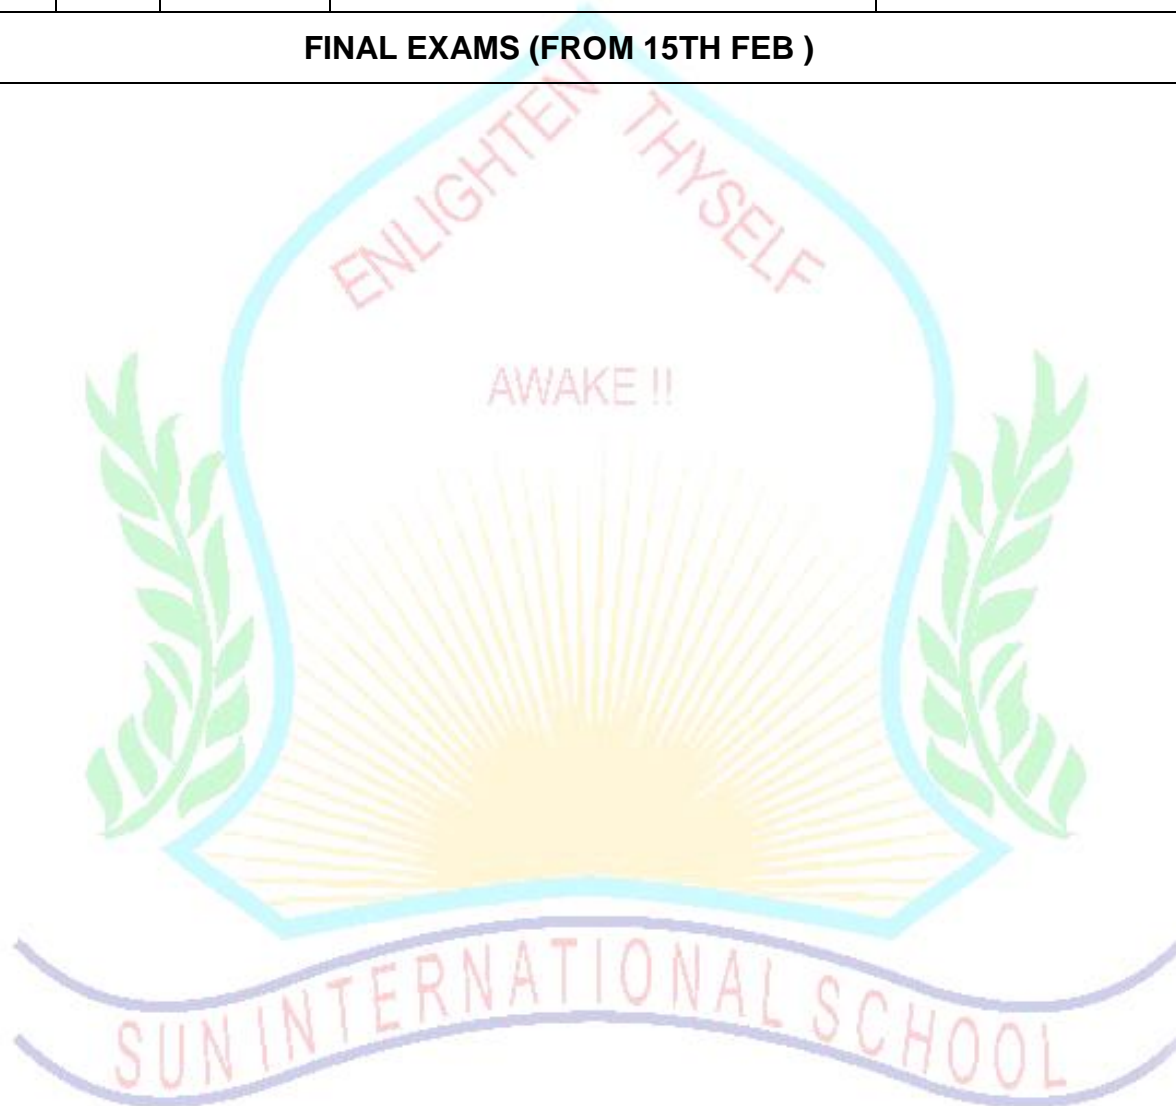 FINAL EXAMS (FROM 15TH FEB )
ENLIGHTEN THYSELF
AWAKE !!
SUN INTERNATIONAL SCHOOL